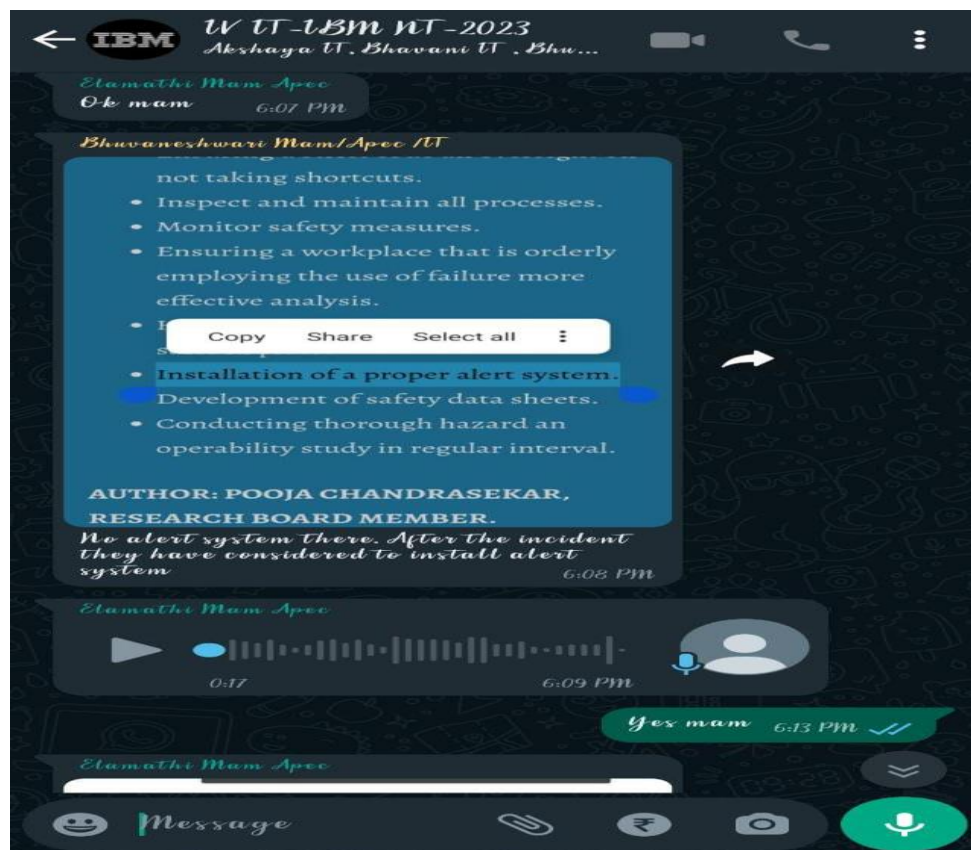 IBM
IV IT-IBM NT-2023
Akshaya IT, Bhavani IT , Bhu...
Elamathi Mam Apec
Ok mam 6:07 PM
Bhuvaneshwari Mam/Apec /IT
not taking shortcuts.
• Inspect and maintain all processes.
• Monitor safety measures.
• Ensuring a workplace that is orderly
employing the use of failure more
effective analysis.
Copy Share Select all
• Installation of a proper alert system.
Development of safety data sheets.
• Conducting thorough hazard an
operability study in regular interval.
AUTHOR: POOJA CHANDRASEKAR,
RESEARCH BOARD MEMBER.
No alert system there. After the incident
they have considered to install alert
system 6:08 PM
Elamathi Mam Apec
0:17 6:09 PM
Yes mam 6:13 PM
Elamathi Mam Apec
Message